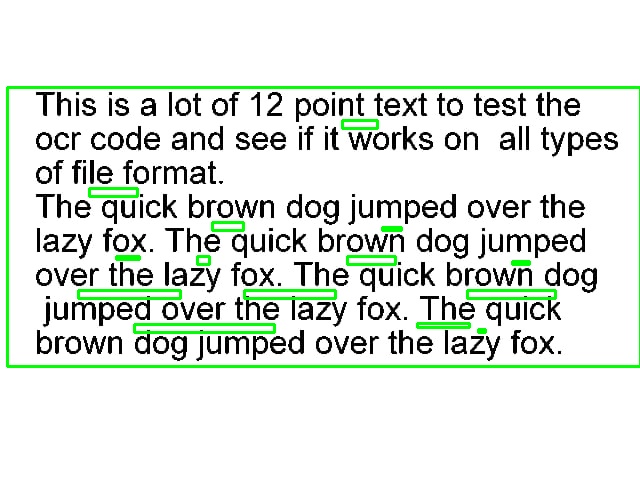 This is a lot of 12 point text to test the
ocr code and see if it works on  all types
of file format.
The quick brown dog jumped over the
lazy fox. The quick brown dog jumped
over the lazy fox. The quick brown dog
jumped over the lazy fox. The quick
brown dog jumped over the lazy fox.